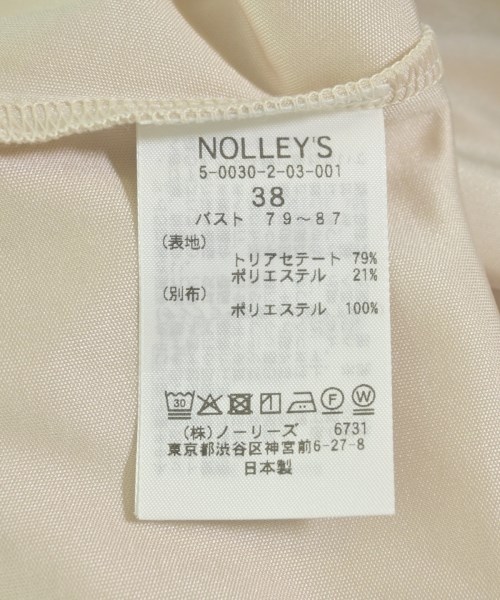 NOLLEY'S
5-0030-2-03-001
38
バスト 79～87
(表地)
トリアセテート 79%
ポリエステル 21%
(別布)
ポリエステル 100%
30 F W
(株)ノーリーズ 6731
東京都渋谷区神宮前6-27-8
日本製